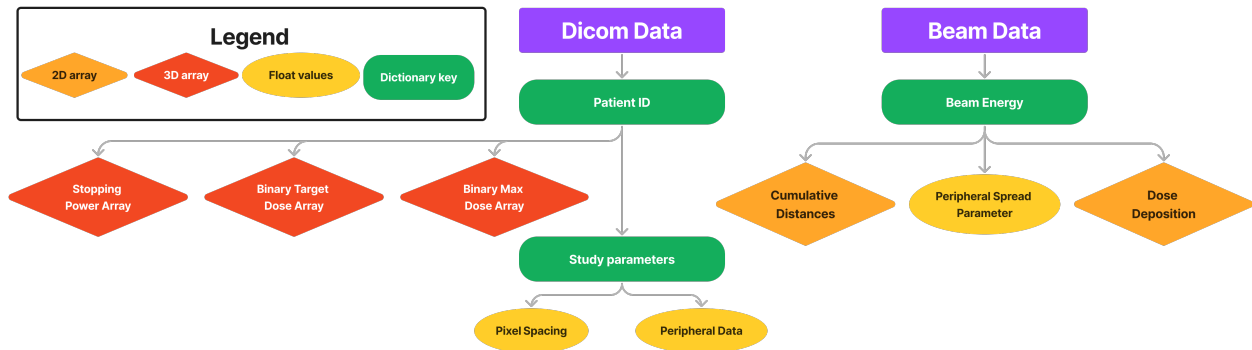 Legend
2D array
3D array
Float values
Dictionary key
Dicom Data
Beam Data
Patient ID
Beam Energy
Stopping
Power Array
Binary Target
Dose Array
Binary Max
Dose Array
Cumulative
Distances
Peripheral Spread
Parameter
Dose
Deposition
Study parameters
Pixel Spacing
Peripheral Data